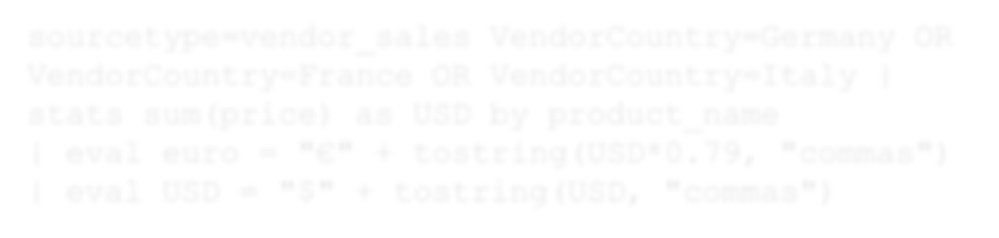 sourcetype=vendor_sales VendorCountry=Germany OR
VendorCountry=France OR VendorCountry=Italy |
stats sum(price) as USD by product_name
| eval euro = "€" + tostring(USD*0.79, "commas")
| eval USD = "$" + tostring(USD, "commas")